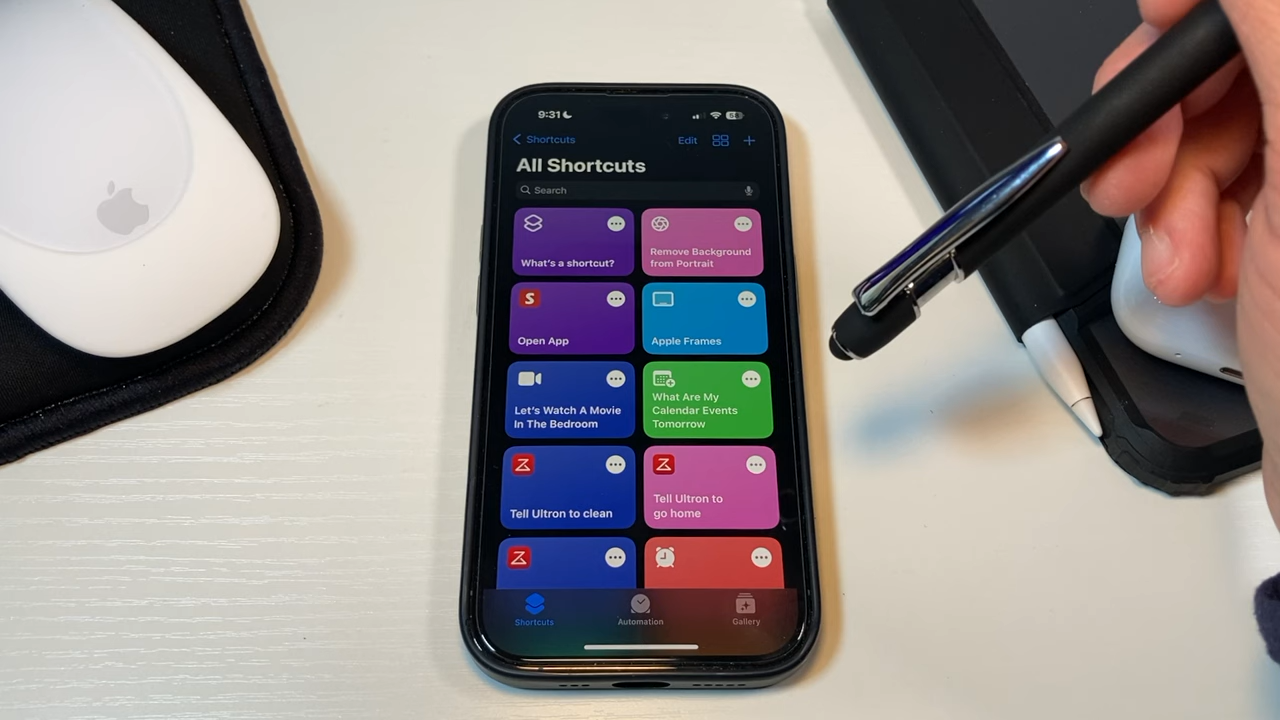 9:31
Shortcuts
Edit
All Shortcuts
Search
What's a shortcut?
Remove Background
from Portrait
Open App
Apple Frames
Let's Watch A Movie
In The Bedroom
What Are My
Calendar Events
Tomorrow
Tell Ultron to clean
Tell Ultron to
go home
Shortcuts
Automation
Gallery